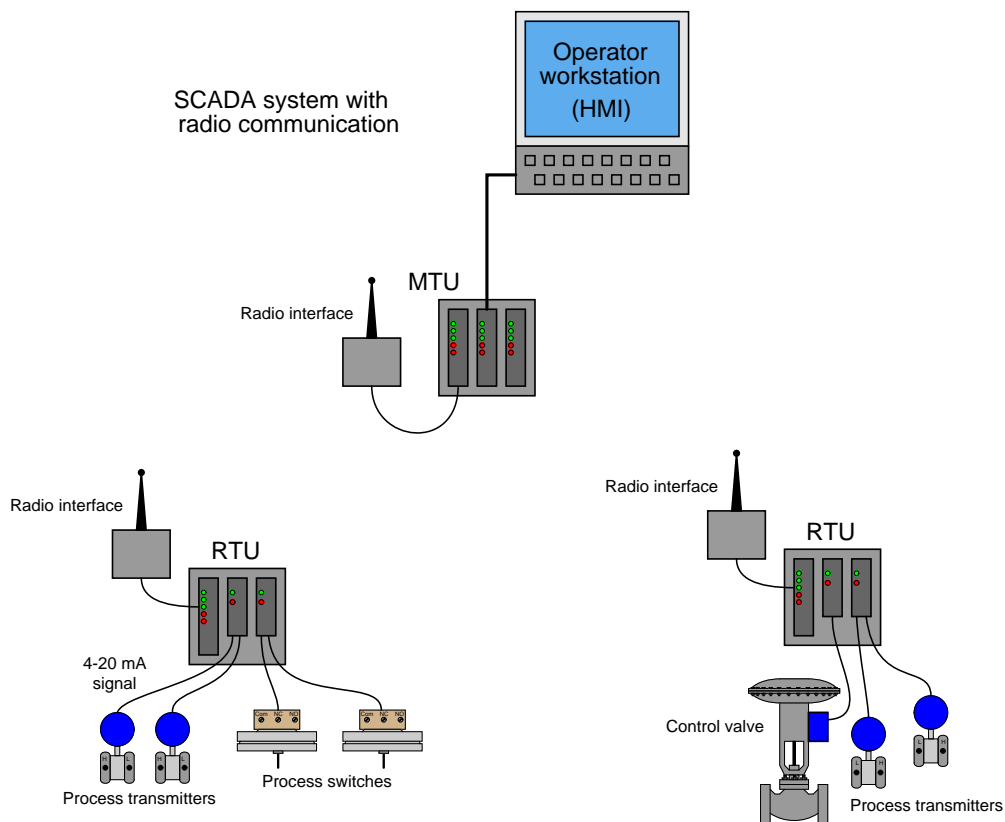 SCADA system with
radio communication
Operator
workstation
(HMI)
MTU
Radio interface
Radio interface
RTU
4-20 mA
signal
Com NC NO
Com NC NO
H L
H L
Process transmitters
Process switches
Radio interface
RTU
Control valve
L H
L H
Process transmitters